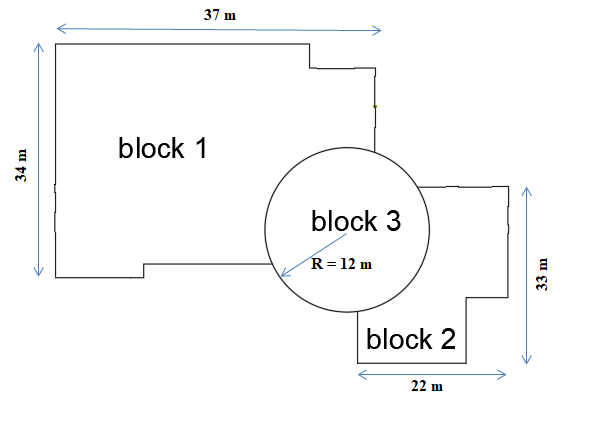 37 m
block 1
34 m
block 3
R = 12 m
33 m
block 2
22 m